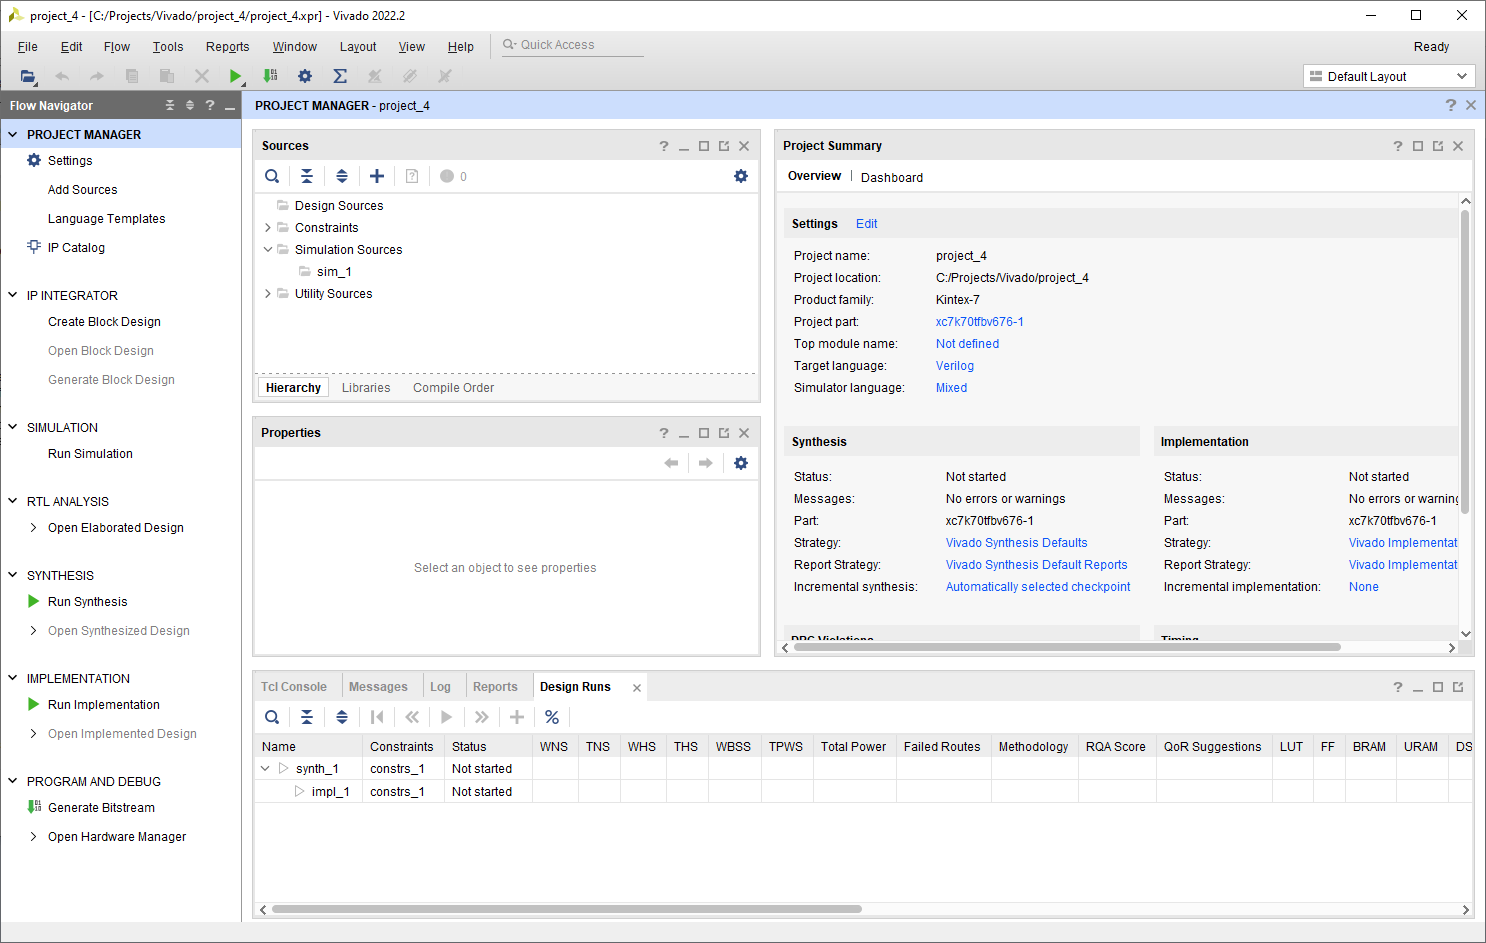 project_4 - [C:/Projects/Vivado/project_4/project_4.xpr] - Vivado 2022.2
File Edit Flow Tools Reports Window Layout View Help Quick Access Ready
Default Layout
Flow Navigator
PROJECT MANAGER
Settings
Add Sources
Language Templates
IP Catalog
IP INTEGRATOR
Create Block Design
Open Block Design
Generate Block Design
SIMULATION
Run Simulation
RTL ANALYSIS
Open Elaborated Design
SYNTHESIS
Run Synthesis
Open Synthesized Design
IMPLEMENTATION
Run Implementation
Open Implemented Design
PROGRAM AND DEBUG
Generate Bitstream
Open Hardware Manager
PROJECT MANAGER - project_4
Sources
0
Design Sources
Constraints
Simulation Sources
sim_1
Utility Sources
Hierarchy Libraries Compile Order
Properties
Select an object to see properties
Project Summary
Overview Dashboard
Settings Edit
Project name: project_4
Project location: C:/Projects/Vivado/project_4
Product family: Kintex-7
Project part: xc7k70tfbv676-1
Top module name: Not defined
Target language: Verilog
Simulator language: Mixed
Synthesis
Status: Not started
Messages: No errors or warnings
Part: xc7k70tfbv676-1
Strategy: Vivado Synthesis Defaults
Report Strategy: Vivado Synthesis Default Reports
Incremental synthesis: Automatically selected checkpoint
Implementation
Status: Not started
Messages: No errors or warning
Part: xc7k70tfbv676-1
Strategy: Vivado Implementat
Report Strategy: Vivado Implementat
Incremental implementation: None
DRC Violations
Timing
Tcl Console Messages Log Reports Design Runs
Name Constraints Status WNS TNS WHS THS WBSS TPWS Total Power Failed Routes Methodology RQA Score QoR Suggestions LUT FF BRAM URAM DS
synth_1 constrs_1 Not started
impl_1 constrs_1 Not started